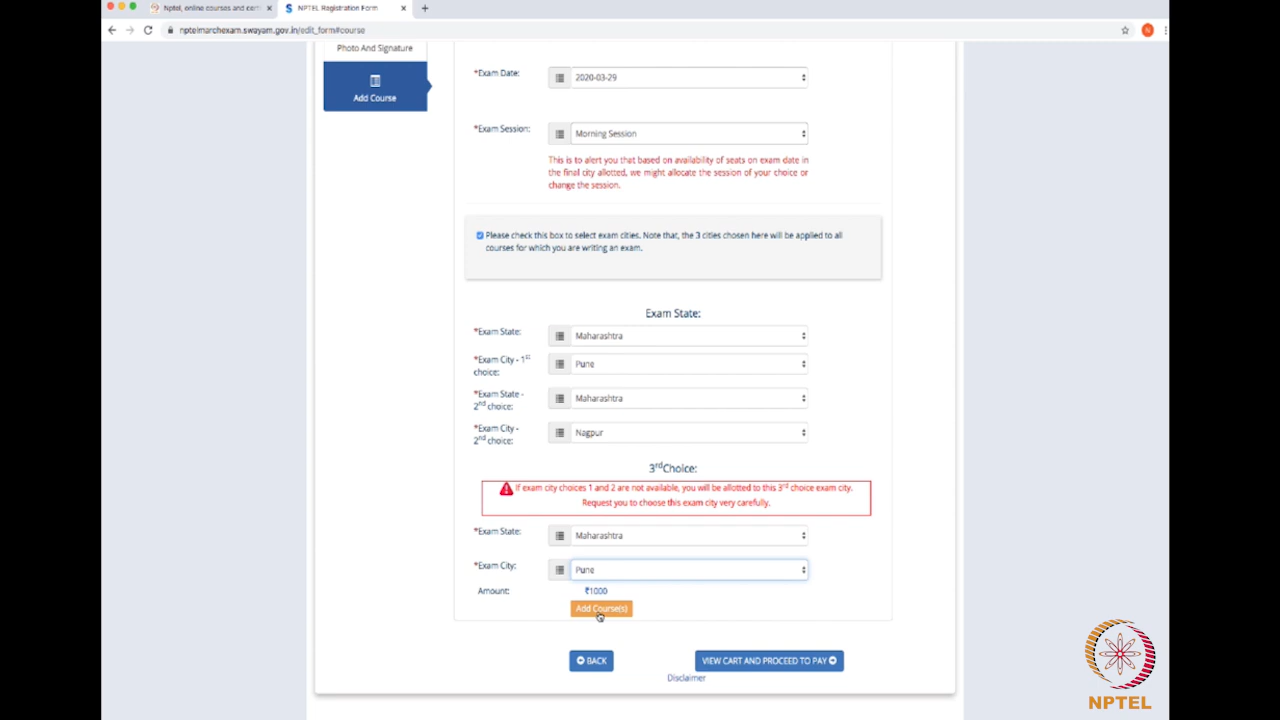 Nptel, online courses and cert
NPTEL Registration Form
nptelmarchexam.swayam.gov.in/edit_form#course
N
Photo And Signature
Add Course
*Exam Date:
2020-03-29
*Exam Session:
Morning Session
This is to alert you that based on availability of seats on exam date in
the final city allotted, we might allocate the session of your choice or
change the session.
Please check this box to select exam cities. Note that, the 3 cities chosen here will be applied to all
courses for which you are writing an exam.
Exam State:
*Exam State:
Maharashtra
*Exam City - 1st
choice:
Pune
*Exam State -
2nd choice:
Maharashtra
*Exam City -
2nd choice:
Nagpur
3rdChoice:
If exam city choices 1 and 2 are not available, you will be allotted to this 3rd choice exam city.
Request you to choose this exam city very carefully.
*Exam State:
Maharashtra
*Exam City:
Pune
Amount:
₹1000
Add Course(s)
BACK
VIEW CART AND PROCEED TO PAY
Disclaimer
NPTEL